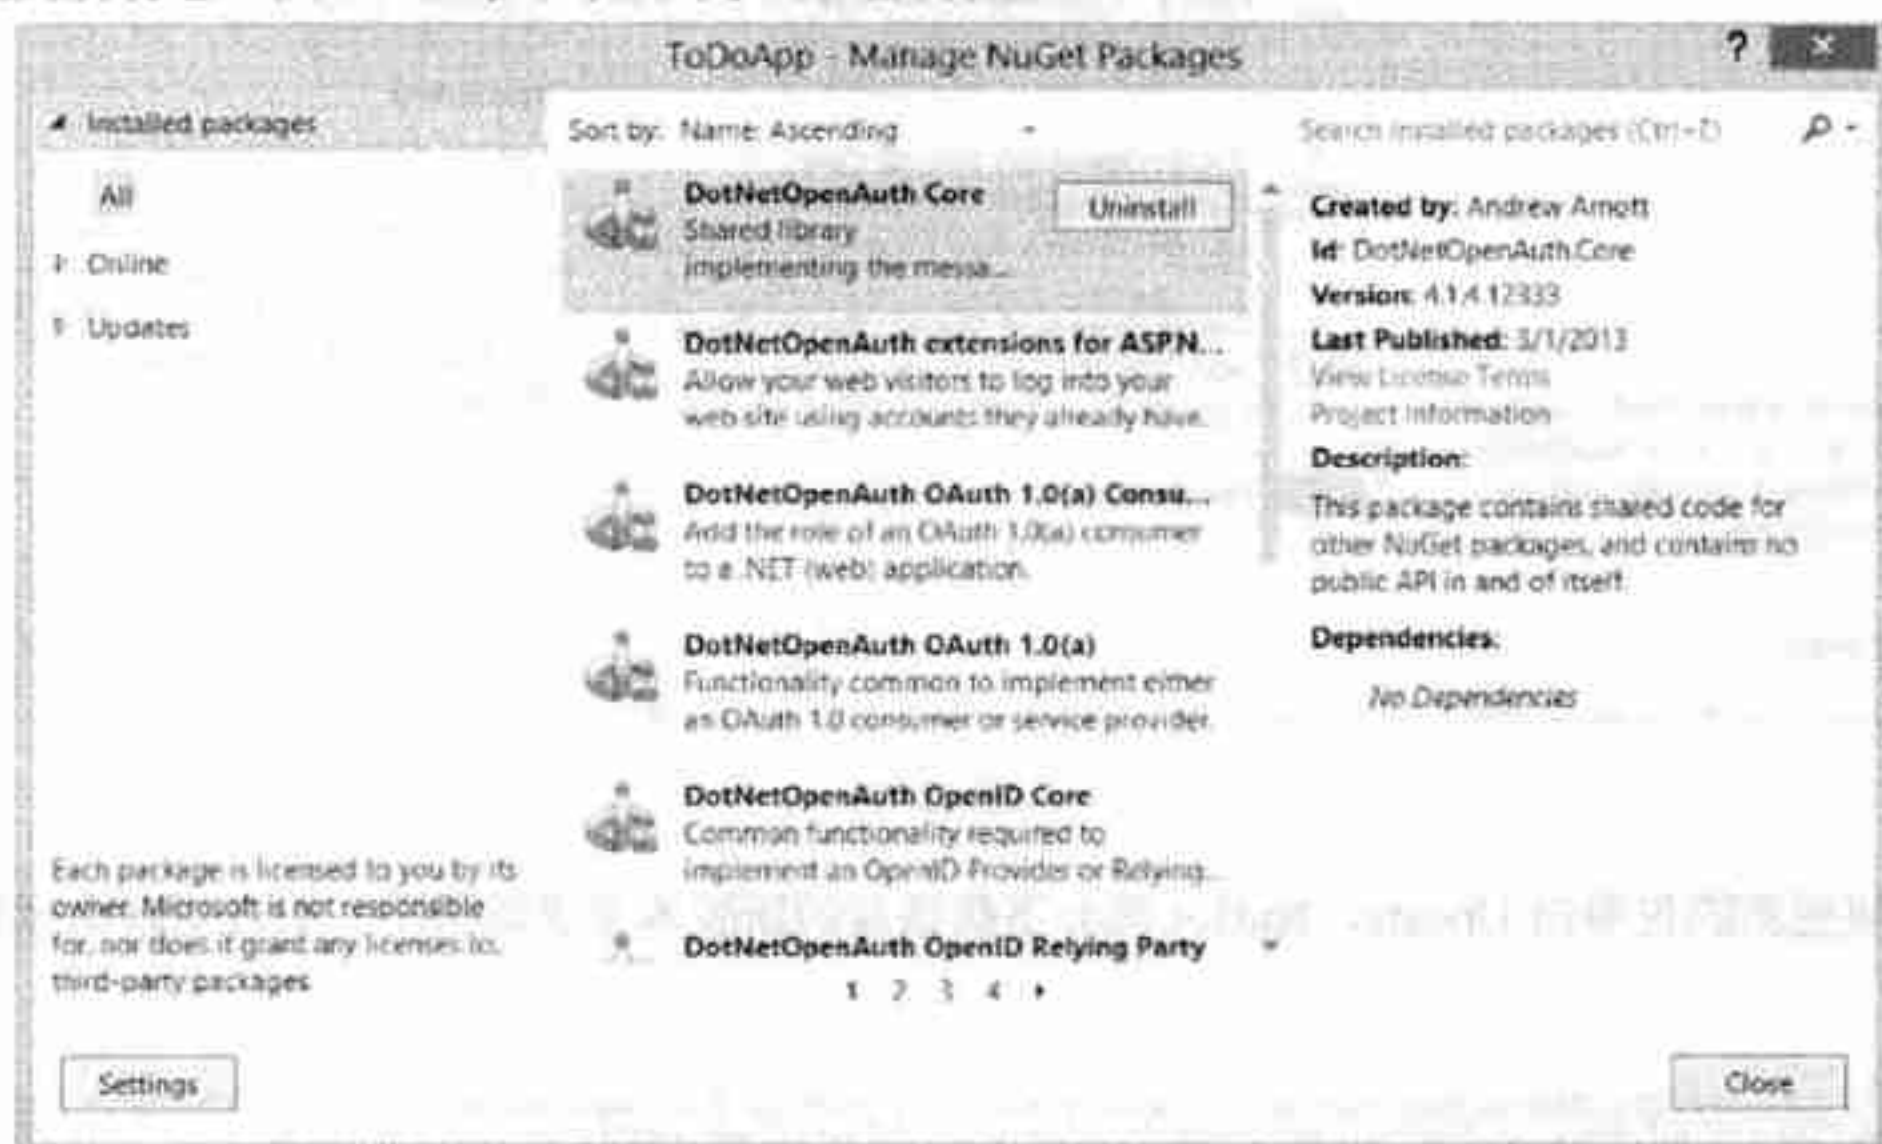 ToDoApp - Manage NuGet Packages
?
Installed packages
All
Online
Updates
Each package is licensed to you by its
owner. Microsoft is not responsible
for, nor does it grant any licenses to,
third-party packages
Settings
Sort by: Name: Ascending
DotNetOpenAuth Core
Uninstall
Shared library
implementing the messa...
DotNetOpenAuth extensions for ASP.N...
Allow your web visitors to log into your
web site using accounts they already have.
DotNetOpenAuth OAuth 1.0(a) Consu...
Add the role of an OAuth 1.0(a) consumer
to a .NET (web) application.
DotNetOpenAuth OAuth 1.0(a)
Functionality common to implement either
an OAuth 1.0 consumer or service provider.
DotNetOpenAuth OpenID Core
Common functionality required to
implement an OpenID Provider or Relying...
DotNetOpenAuth OpenID Relying Party
1 2 3 4
Search installed packages
Created by: Andrew Arnott
Id: DotNetOpenAuth.Core
Version: 4.1.4.12333
Last Published: 3/1/2013
View License Terms
Project Information
Description:
This package contains shared code for
other NuGet packages, and contains no
public API in and of itself.
Dependencies:
No Dependencies
Close